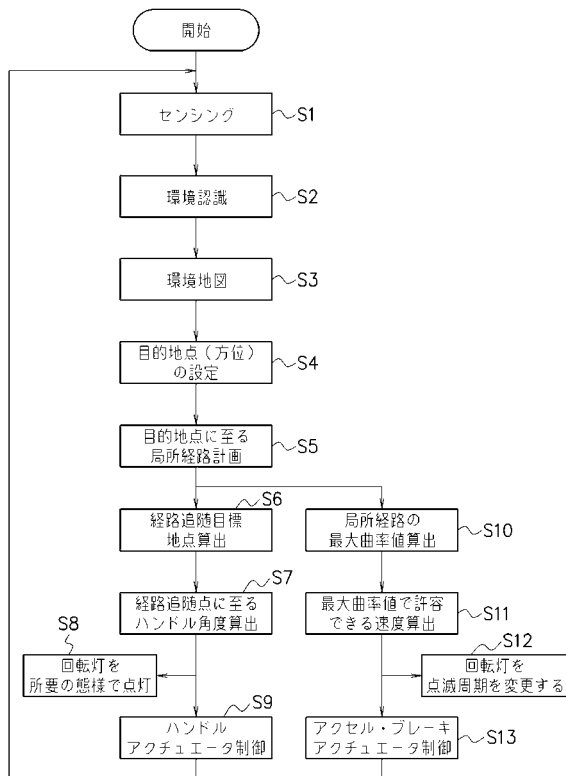 開始
センシング
S1
環境認識
S2
環境地図
S3
目的地点（方位）
の設定
S4
目的地点に至る
局所経路計画
S5
経路追随目標
地点算出
S6
局所経路の
最大曲率値算出
S10
経路追随点に至る
ハンドル角度算出
S7
最大曲率値で許容
できる速度算出
S11
回転灯を
所要の態様で点灯
S8
回転灯を
点滅周期を変更する
S12
ハンドル
アクチュエータ制御
S9
アクセル・ブレーキ
アクチュエータ制御
S13